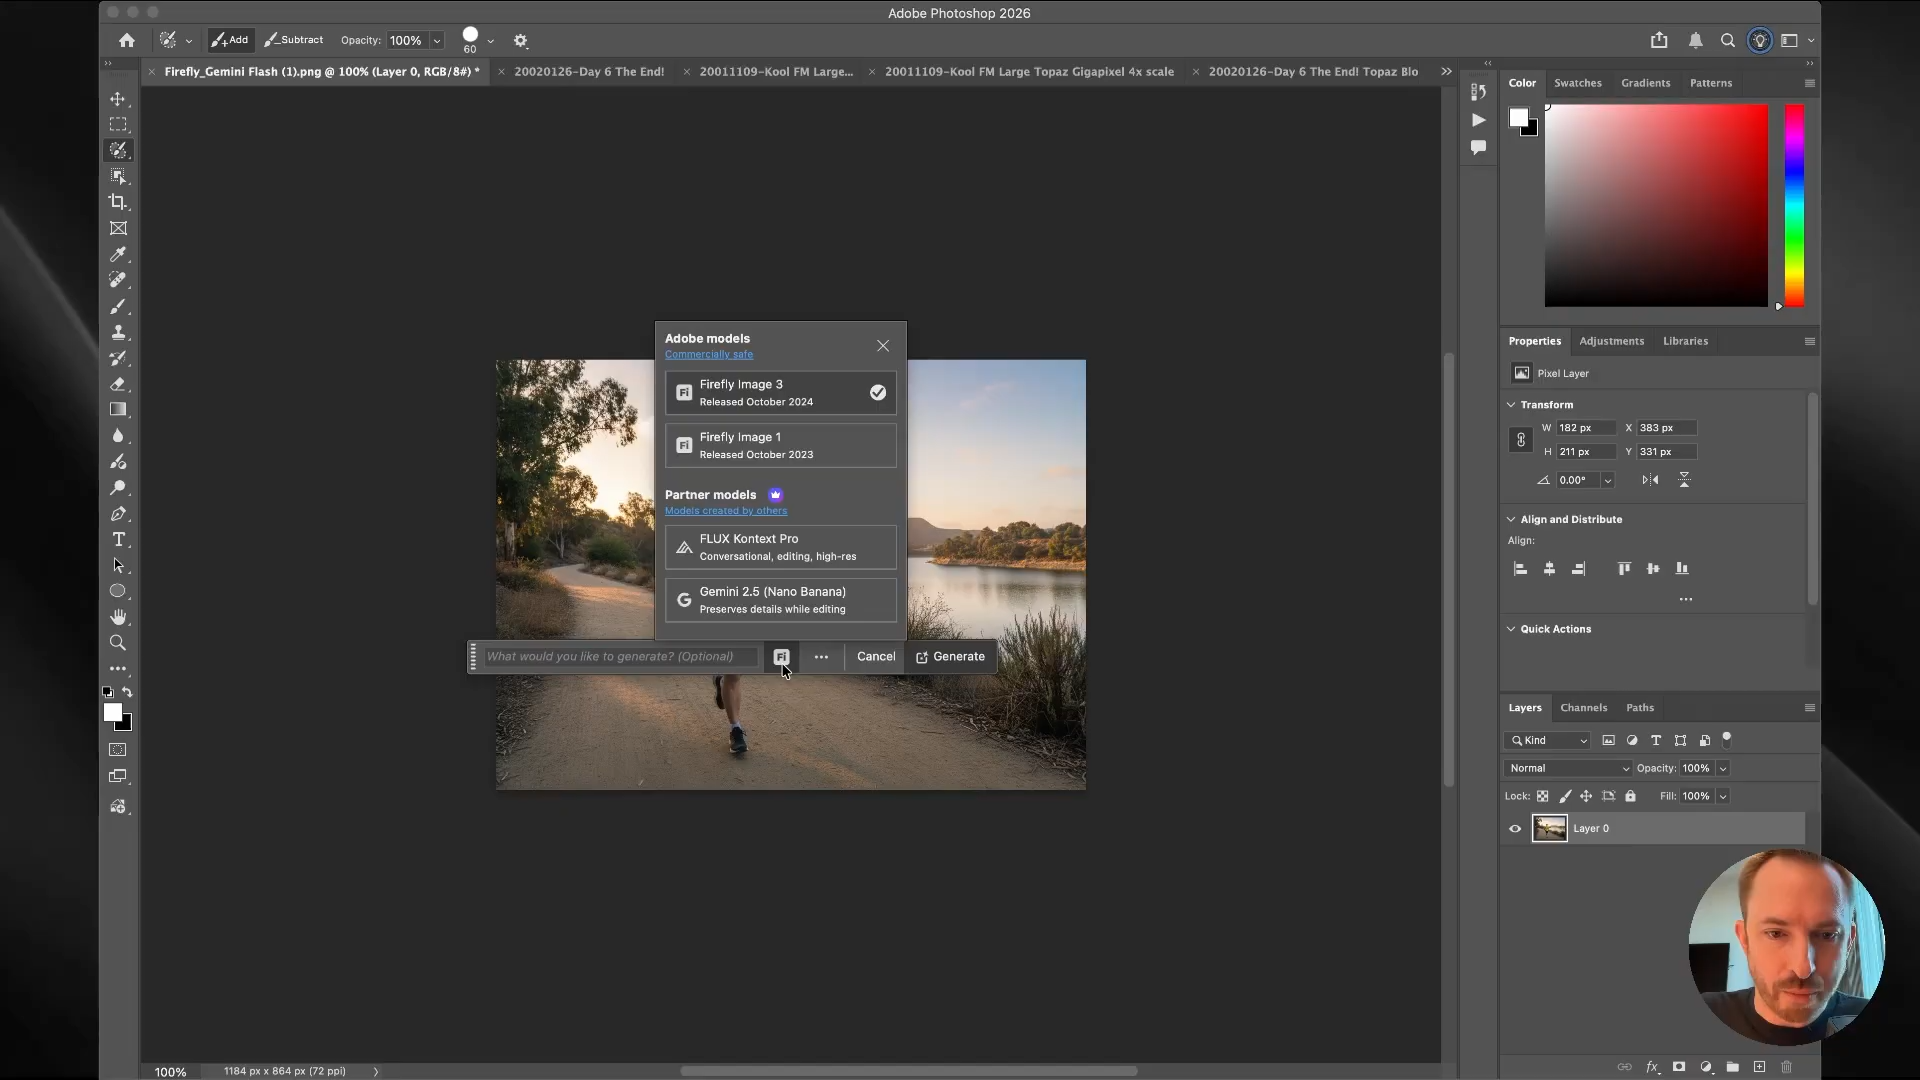 Adobe Photoshop 2026
Add
Subtract
Opacity: 100%
60
Firefly_Gemini Flash (1).png @ 100% (Layer 0, RGB/8#) *
20020126-Day 6 The End!
20011109-Kool FM Large...
20011109-Kool FM Large Topaz Gigapixel 4x scale
20020126-Day 6 The End! Topaz Blo
Color
Swatches
Gradients
Patterns
Adobe models
Commercially safe
Fi
Firefly Image 3
Released October 2024
Fi
Firefly Image 1
Released October 2023
Partner models
Models created by others
FLUX Kontext Pro
Conversational, editing, high-res
G
Gemini 2.5 (Nano Banana)
Preserves details while editing
What would you like to generate? (Optional)
Fi
Cancel
Generate
Properties
Adjustments
Libraries
Pixel Layer
Transform
W 182 px X 383 px
H 211 px Y 331 px
0.00°
Align and Distribute
Align:
Quick Actions
Layers
Channels
Paths
Kind
Normal
Opacity: 100%
Lock:
Fill: 100%
Layer 0
fx
100%
1184 px x 864 px (72 ppi)